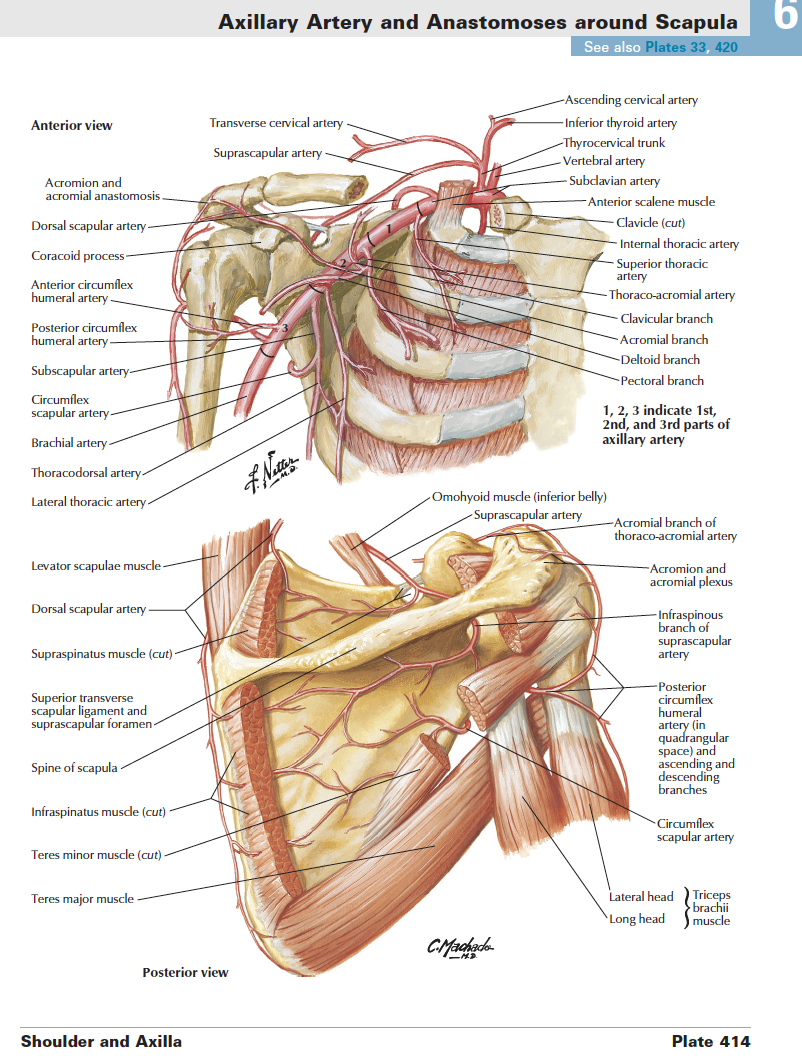 Axillary Artery and Anastomoses around Scapula
6
See also Plates 33, 420
Anterior view
Transverse cervical artery
Suprascapular artery
Acromion and
acromial anastomosis
Dorsal scapular artery
Coracoid process
Anterior circumflex
humeral artery
Posterior circumflex
humeral artery
Subscapular artery
Circumflex
scapular artery
Brachial artery
Thoracodorsal artery
Lateral thoracic artery
Ascending cervical artery
Inferior thyroid artery
Thyrocervical trunk
Vertebral artery
Subclavian artery
Anterior scalene muscle
Clavicle (cut)
Internal thoracic artery
Superior thoracic
artery
Thoraco-acromial artery
Clavicular branch
Acromial branch
Deltoid branch
Pectoral branch
1, 2, 3 indicate 1st,
2nd, and 3rd parts of
axillary artery
1
2
3
F. Netter
M.D.
Omohyoid muscle (inferior belly)
Suprascapular artery
Acromial branch of
thoraco-acromial artery
Acromion and
acromial plexus
Infraspinous
branch of
suprascapular
artery
Posterior
circumflex
humeral
artery (in
quadrangular
space) and
ascending and
descending
branches
Circumflex
scapular artery
Lateral head
Long head
Triceps
brachii
muscle
Levator scapulae muscle
Dorsal scapular artery
Supraspinatus muscle (cut)
Superior transverse
scapular ligament and
suprascapular foramen
Spine of scapula
Infraspinatus muscle (cut)
Teres minor muscle (cut)
Teres major muscle
C. Machado
M.D.
Posterior view
Shoulder and Axilla
Plate 414